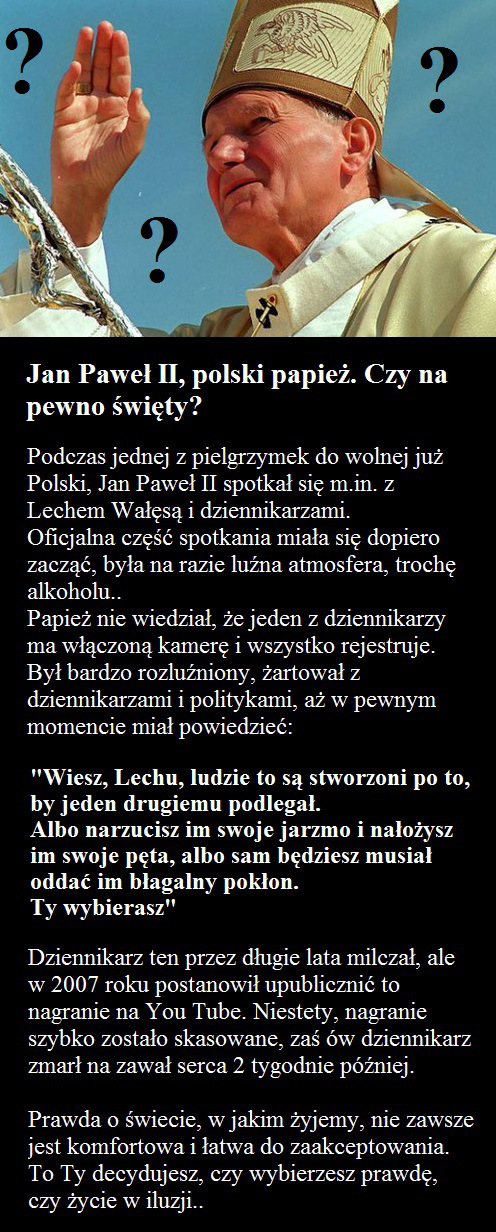 ? ?
?
Jan Paweł II, polski papież. Czy na
pewno święty?
Podczas jednej z pielgrzymek do wolnej już
Polski, Jan Paweł II spotkał się m.in. z
Lechem Wałęsą i dziennikarzami.
Oficjalna część spotkania miała się dopiero
zacząć, była na razie luźna atmosfera, trochę
alkoholu..
Papież nie wiedział, że jeden z dziennikarzy
ma włączoną kamerę i wszystko rejestruje.
Był bardzo rozluźniony, żartował z
dziennikarzami i politykami, aż w pewnym
momencie miał powiedzieć:
"Wiesz, Lechu, ludzie to są stworzoni po to,
by jeden drugiemu podlegał.
Albo narzucisz im swoje jarzmo i nałożysz
im swoje pęta, albo sam będziesz musiał
oddać im błagalny pokłon.
Ty wybierasz"
Dziennikarz ten przez długie lata milczał, ale
w 2007 roku postanowił upublicznić to
nagranie na You Tube. Niestety, nagranie
szybko zostało skasowane, zaś ów dziennikarz
zmarł na zawał serca 2 tygodnie później.
Prawda o świecie, w jakim żyjemy, nie zawsze
jest komfortowa i łatwa do zaakceptowania.
To Ty decydujesz, czy wybierzesz prawdę,
czy życie w iluzji..